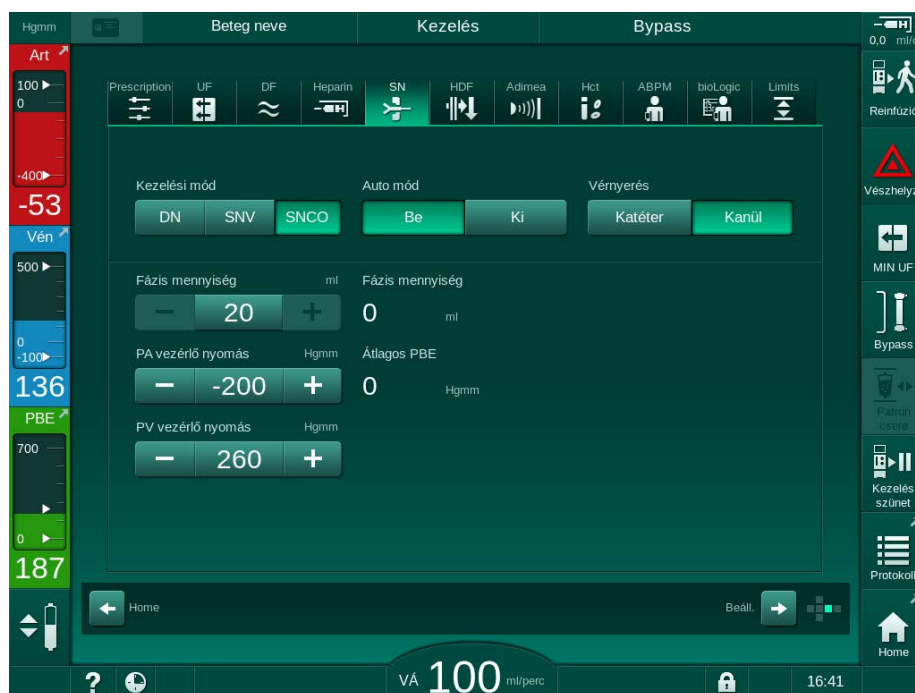 Hgmm Beteg neve Kezelés Bypass
0,0 ml/
Art
100
0
-400
-53
Vén
500
0
-100
136
PBE
700
0
187
Prescription UF DF Heparin SN HDF Adimea Hct ABPM bioLogic Limits
Kezelési mód Auto mód Vérnyerés
DN SNV SNCO Be Ki Katéter Kanül
Fázis mennyiség ml Fázis mennyiség
20 0 ml
PA vezérlő nyomás Hgmm Átlagos PBE
-200 0 Hgmm
PV vezérlő nyomás Hgmm
260
Home Beáll.
Reinfúzió
Vészhelyz
MIN UF
Bypass
Patron
csere
Kezelés
szünet
Protokoll
Home
? VÁ 100 ml/perc 16:41